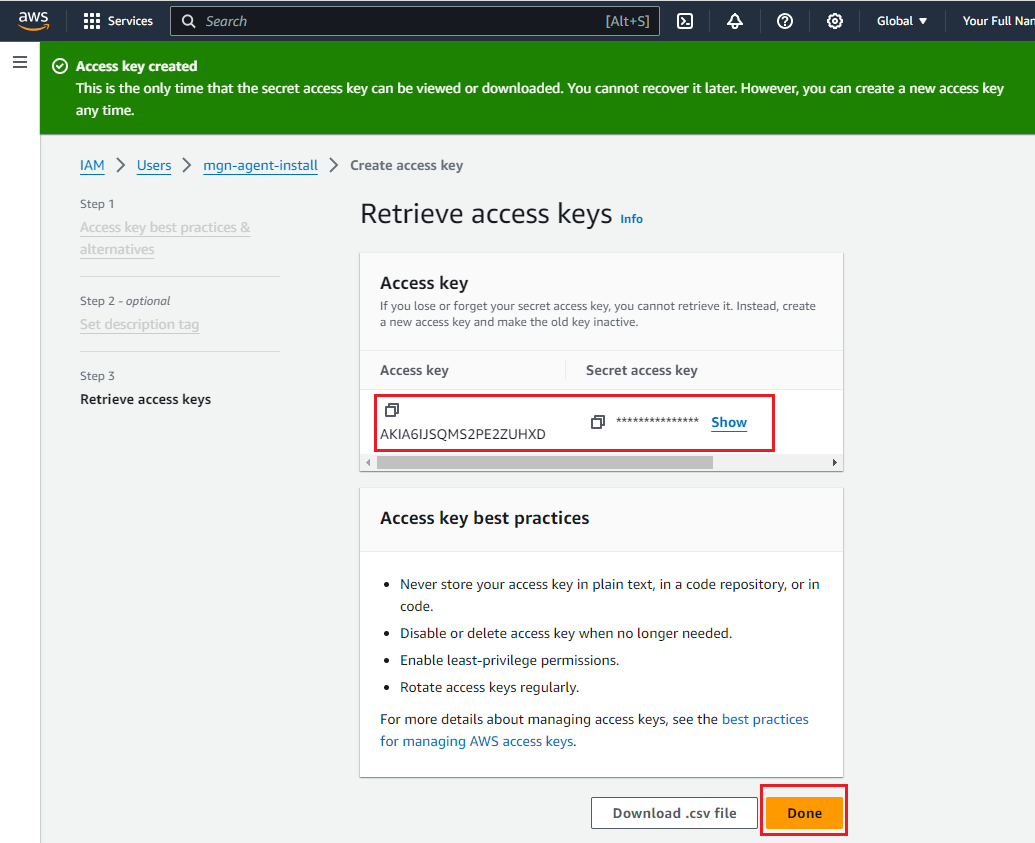 aws
Services
Search [Alt+S]
Global
Your Full Nan
Access key created
This is the only time that the secret access key can be viewed or downloaded. You cannot recover it later. However, you can create a new access key
any time.
IAM
Users
mgn-agent-install
Create access key
Step 1
Access key best practices &
alternatives
Step 2 - optional
Set description tag
Step 3
Retrieve access keys
Retrieve access keys Info
Access key
If you lose or forget your secret access key, you cannot retrieve it. Instead, create
a new access key and make the old key inactive.
Access key
Secret access key
AKIA6IJSQMS2PE2ZUHXD
*************** Show
Access key best practices
• Never store your access key in plain text, in a code repository, or in
code.
• Disable or delete access key when no longer needed.
• Enable least-privilege permissions.
• Rotate access keys regularly.
For more details about managing access keys, see the best practices
for managing AWS access keys.
Download .csv file
Done